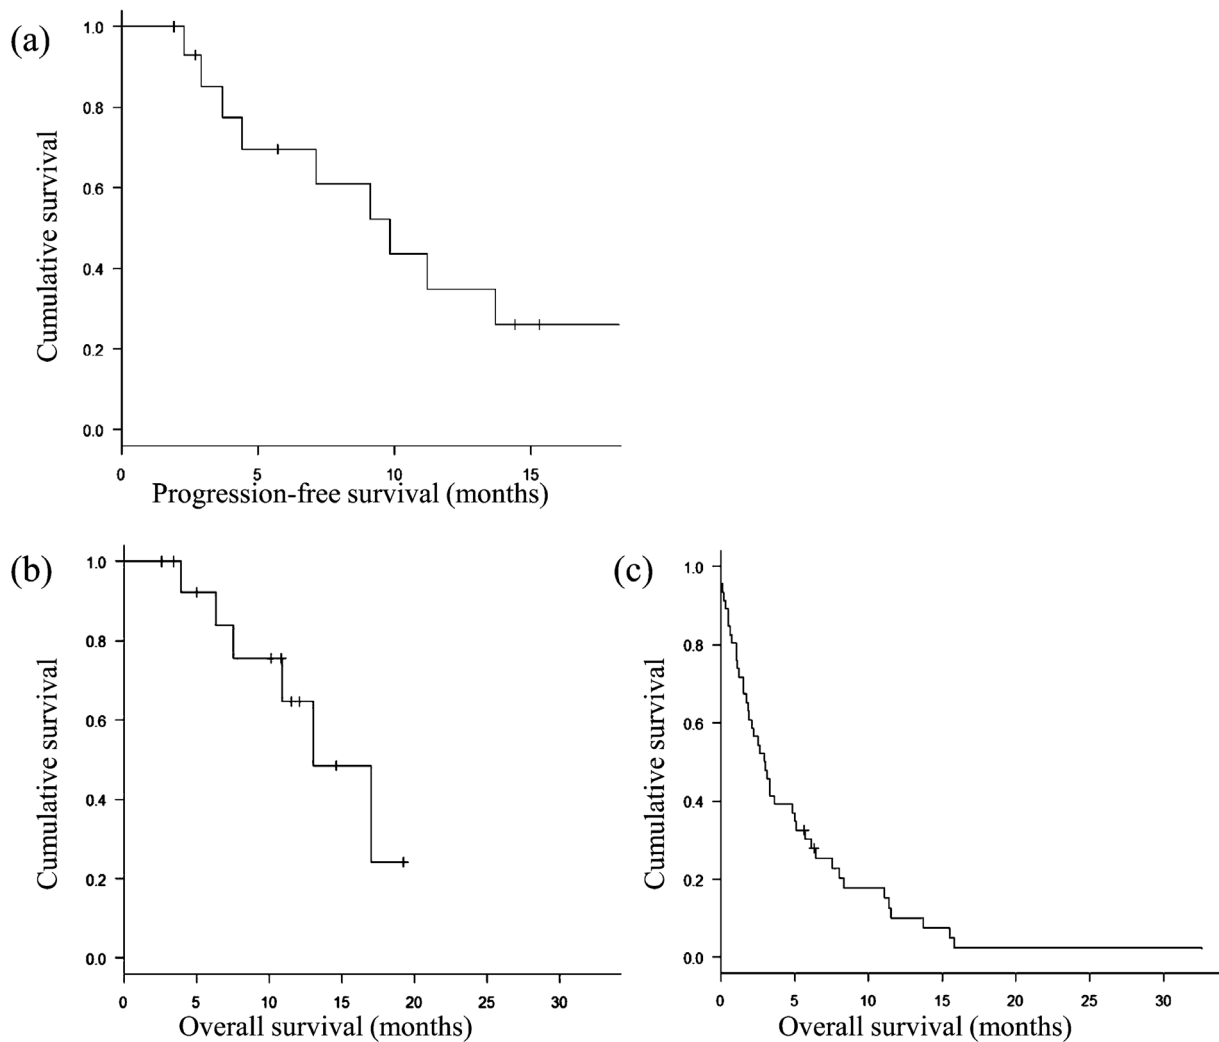 (a)
Cumulative survival
1.0
0.8
0.6
0.4
0.2
0.0
0 5 10 15
Progression-free survival (months)
(b)
Cumulative survival
1.0
0.8
0.6
0.4
0.2
0.0
0 5 10 15 20 25 30
Overall survival (months)
(c)
Cumulative survival
1.0
0.8
0.6
0.4
0.2
0.0
0 5 10 15 20 25 30
Overall survival (months)